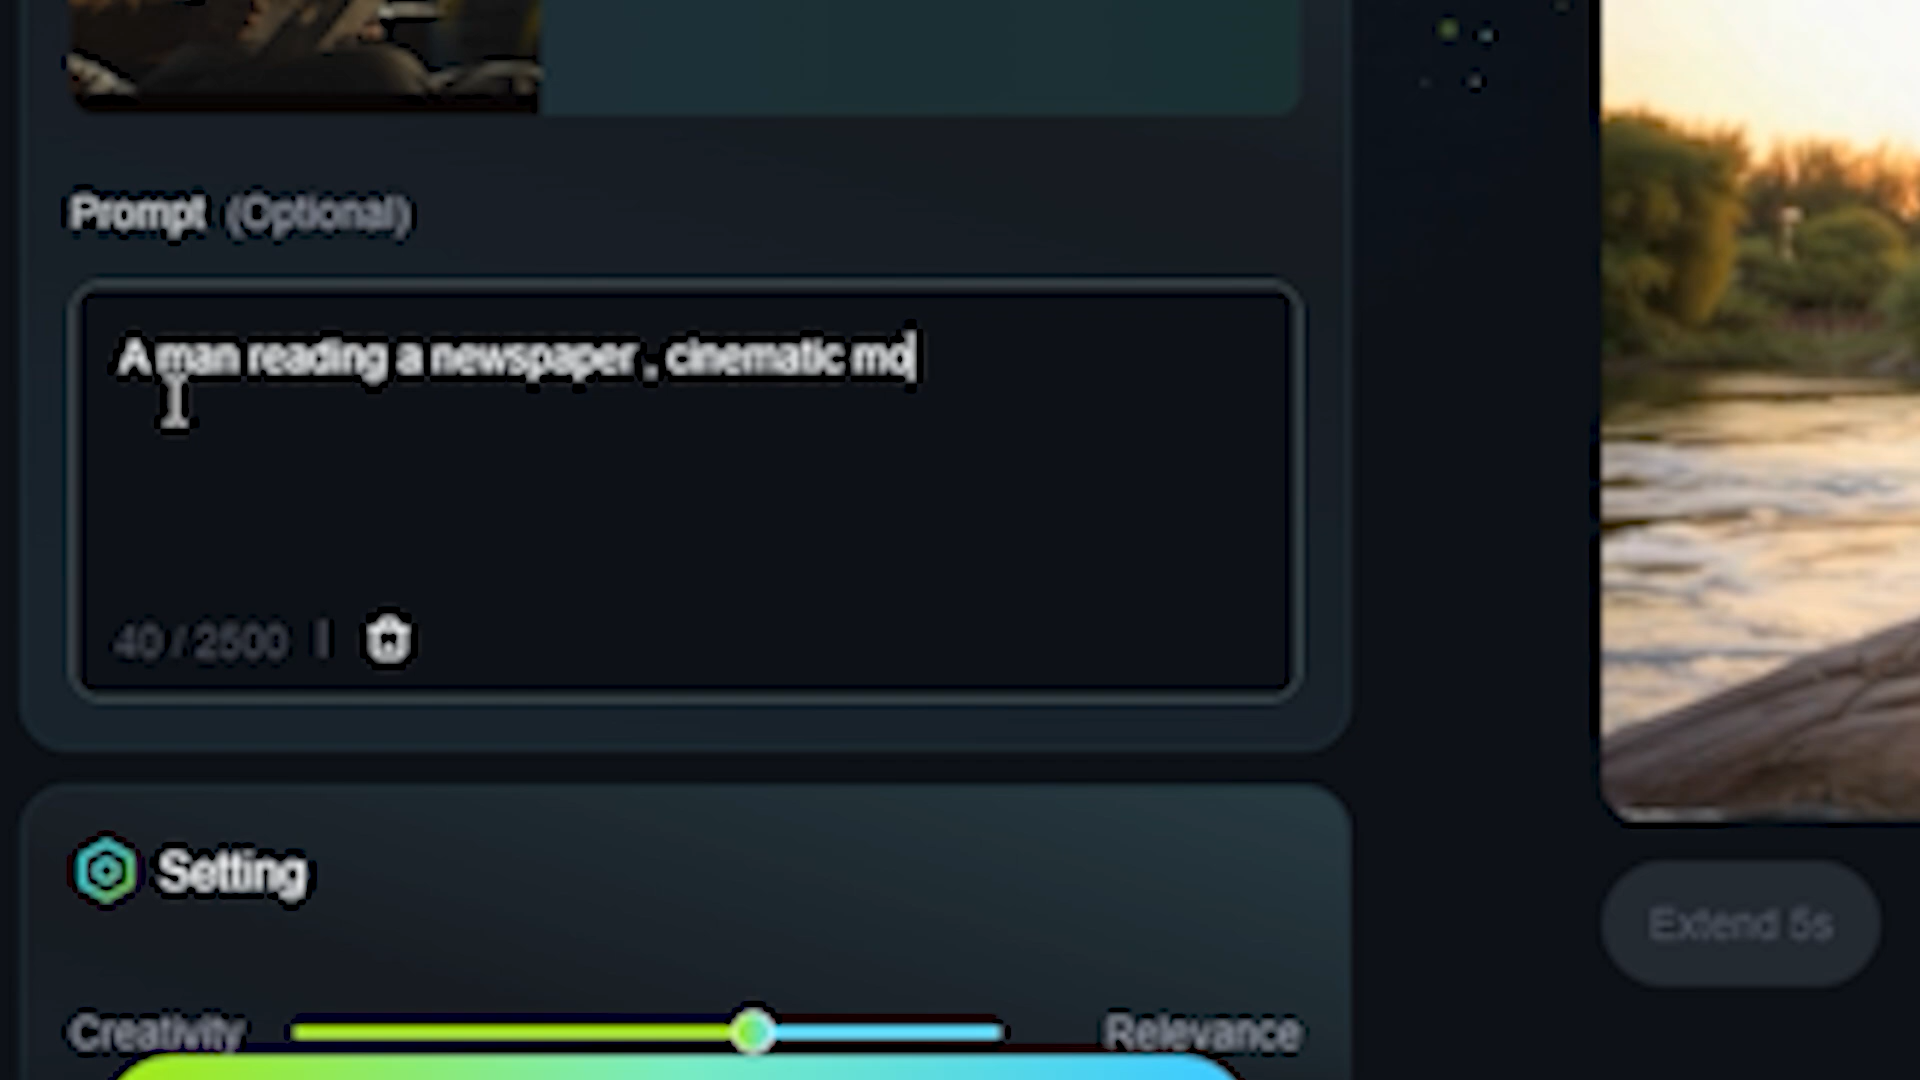 Prompt (Optional)
A man reading a newspaper , cinematic mo
40 / 2500
Setting
Extend 5s
Creativity
Relevance